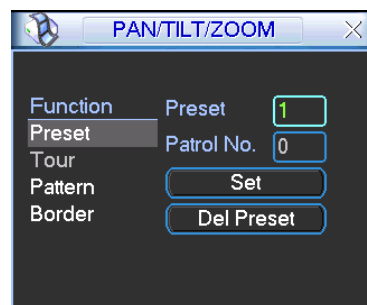 PAN/TILT/ZOOM
Function
Preset
Tour
Pattern
Border
Preset 1
Patrol No. 0
Set
Del Preset